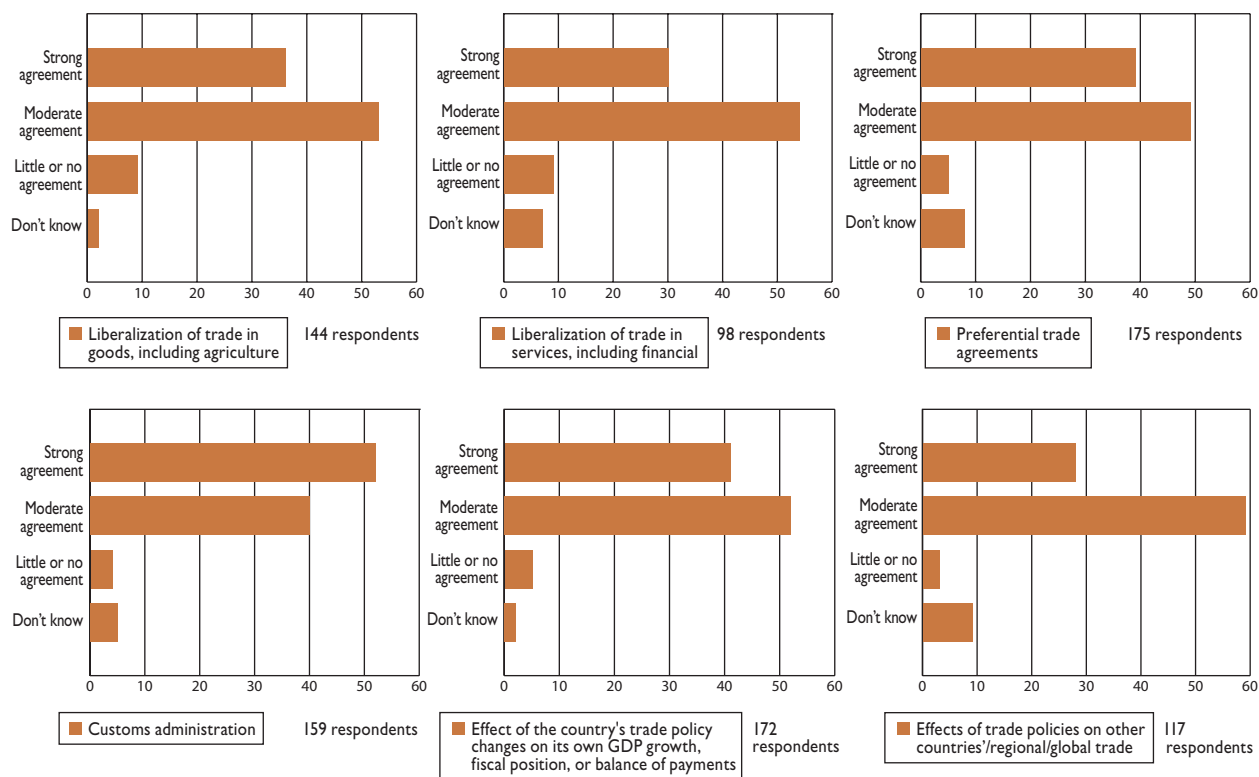 Strong
agreement
Moderate
agreement
Little or no
agreement
Don't know
0 10 20 30 40 50 60
Liberalization of trade in
goods, including agriculture
144 respondents
Strong
agreement
Moderate
agreement
Little or no
agreement
Don't know
0 10 20 30 40 50 60
Liberalization of trade in
services, including financial
98 respondents
Strong
agreement
Moderate
agreement
Little or no
agreement
Don't know
0 10 20 30 40 50 60
Preferential trade
agreements
175 respondents
Strong
agreement
Moderate
agreement
Little or no
agreement
Don't know
0 10 20 30 40 50 60
Customs administration
159 respondents
Strong
agreement
Moderate
agreement
Little or no
agreement
Don't know
0 10 20 30 40 50 60
Effect of the country's trade policy
changes on its own GDP growth,
fiscal position, or balance of payments
172
respondents
Strong
agreement
Moderate
agreement
Little or no
agreement
Don't know
0 10 20 30 40 50 60
Effects of trade policies on other
countries'/regional/global trade
117
respondents